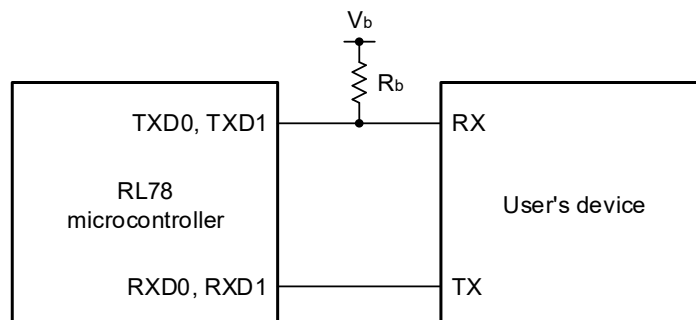 Vb
Rb
TXD0, TXD1
RX
RL78
microcontroller
User's device
RXD0, RXD1
TX